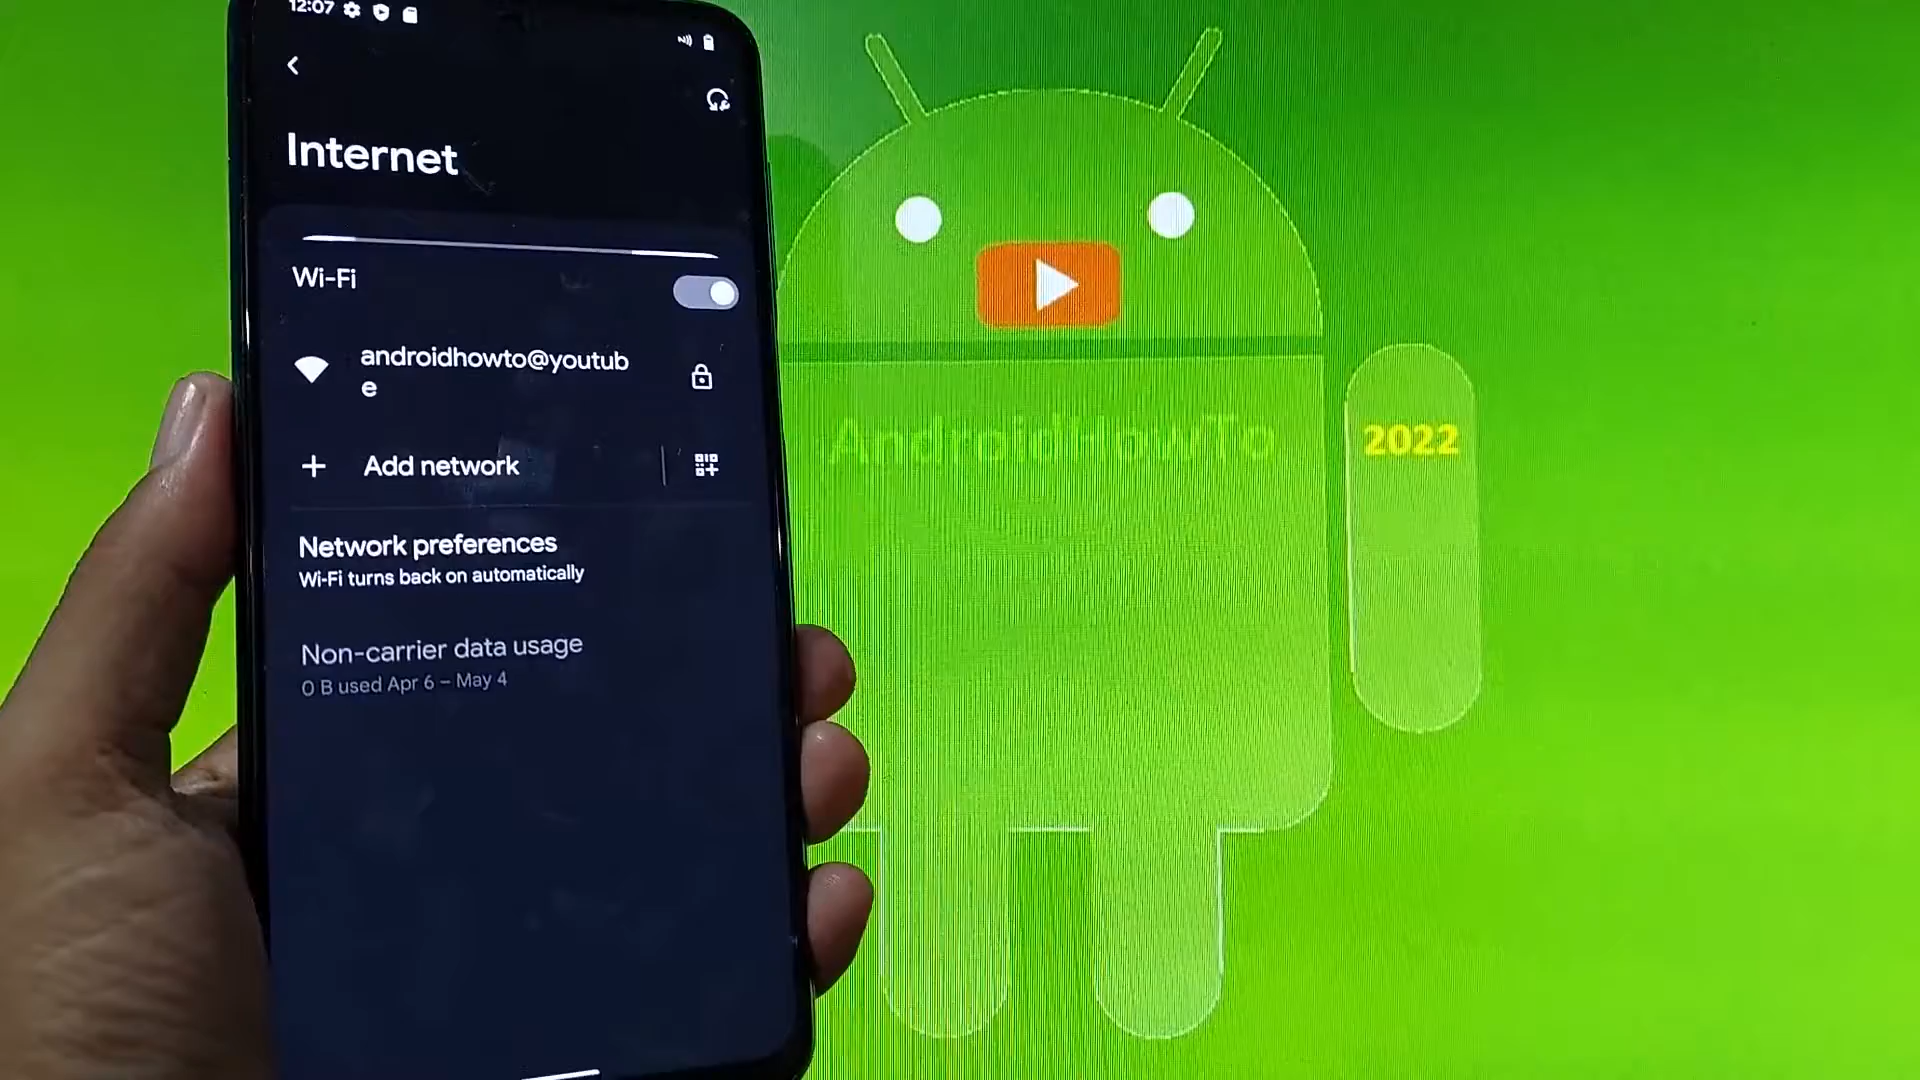 12:07
Internet
Wi-Fi
androidhowto@youtub
e
Add network
Network preferences
Wi-Fi turns back on automatically
Non-carrier data usage
0 B used Apr 6 – May 4
AndroidHowTo
2022